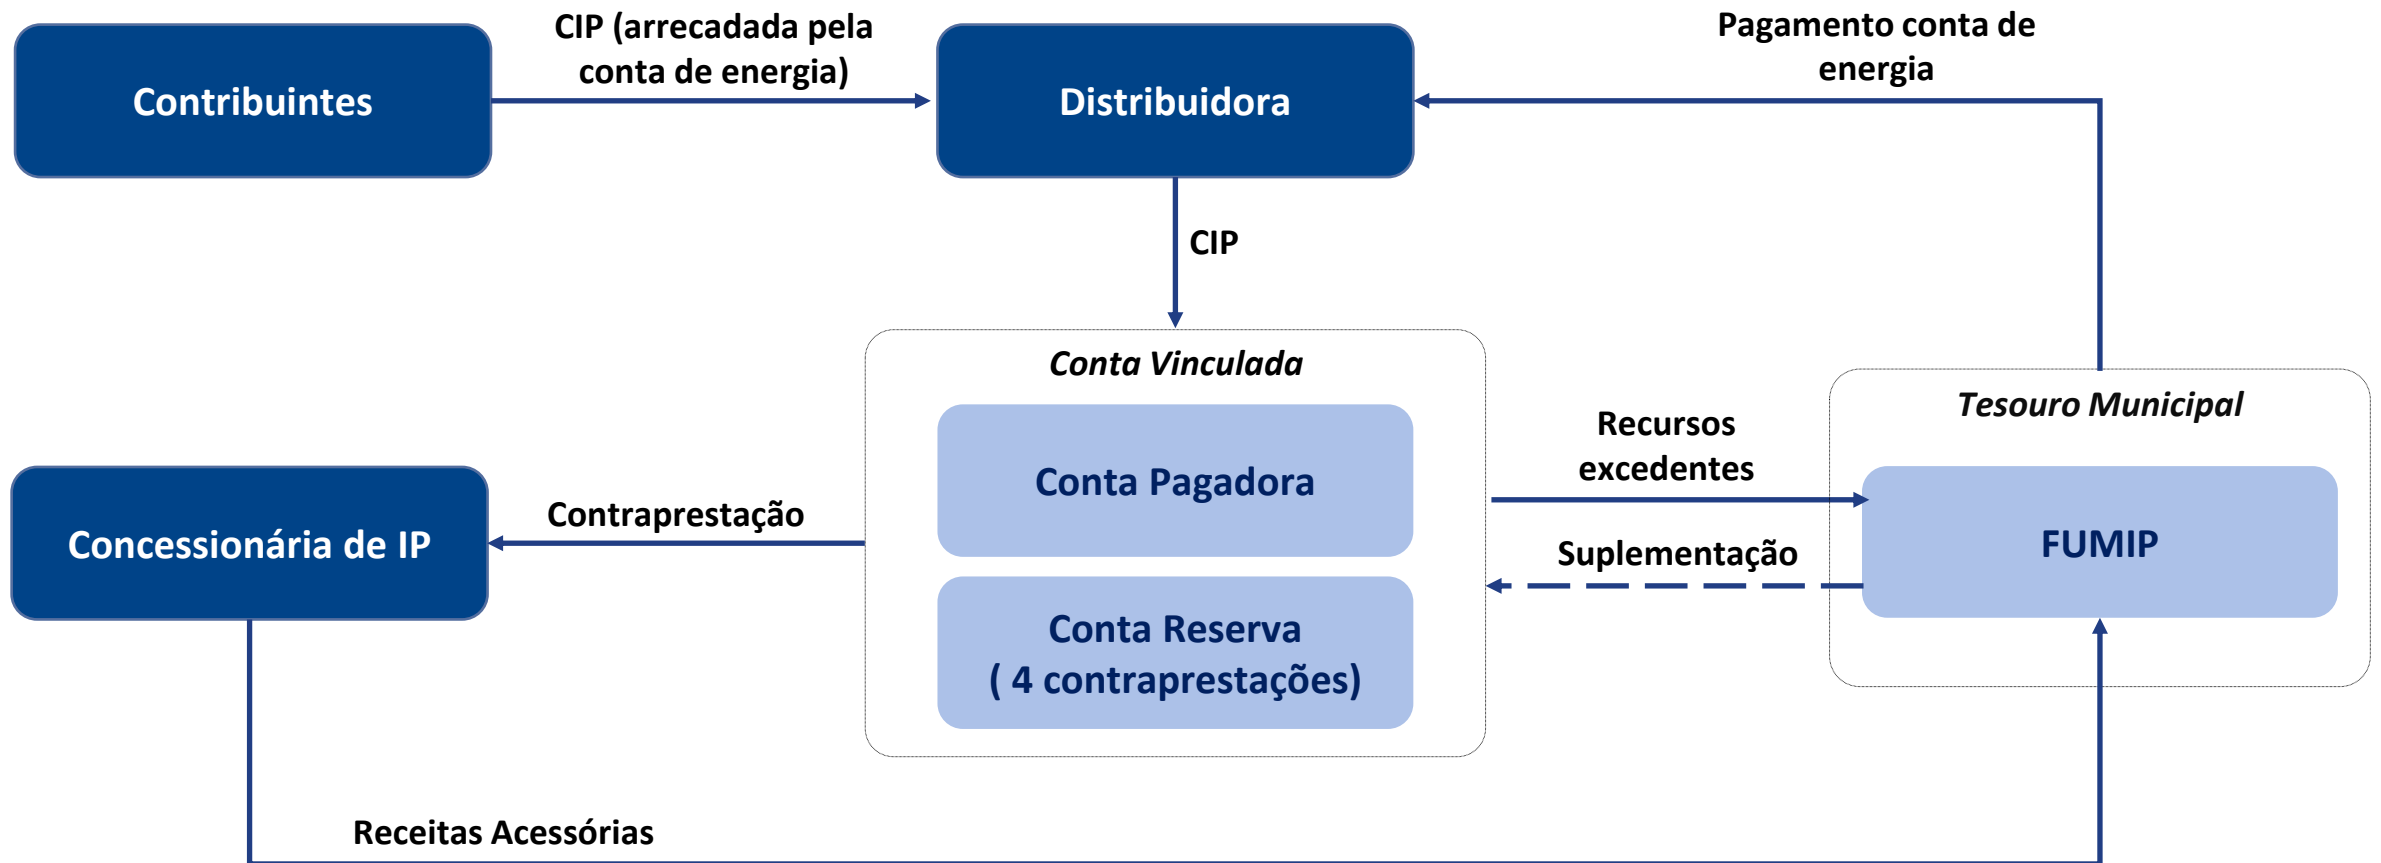 CIP (arrecadada pela
conta de energia)
Pagamento conta de
energia
Contribuintes
Distribuidora
CIP
Conta Vinculada
Tesouro Municipal
Conta Pagadora
Recursos
excedentes
Contraprestação
Concessionária de IP
Suplementação
FUMIP
Conta Reserva
( 4 contraprestações)
Receitas Acessórias